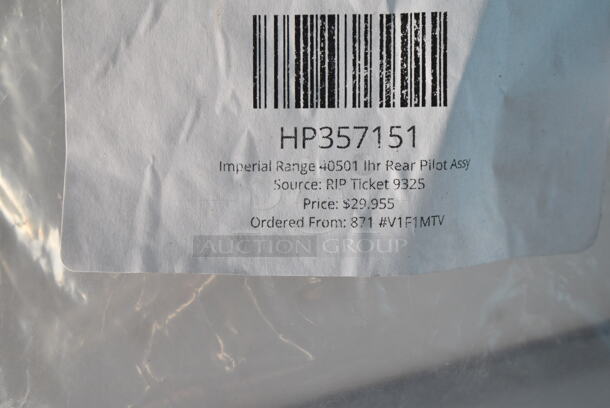 HP357151
Imperial Range 40501 Ihr Rear Pilot Assy
Source: RIP Ticket 9325
Price: $29.955
Ordered From: 871 #V1F1MTV
AUCTION GROUP